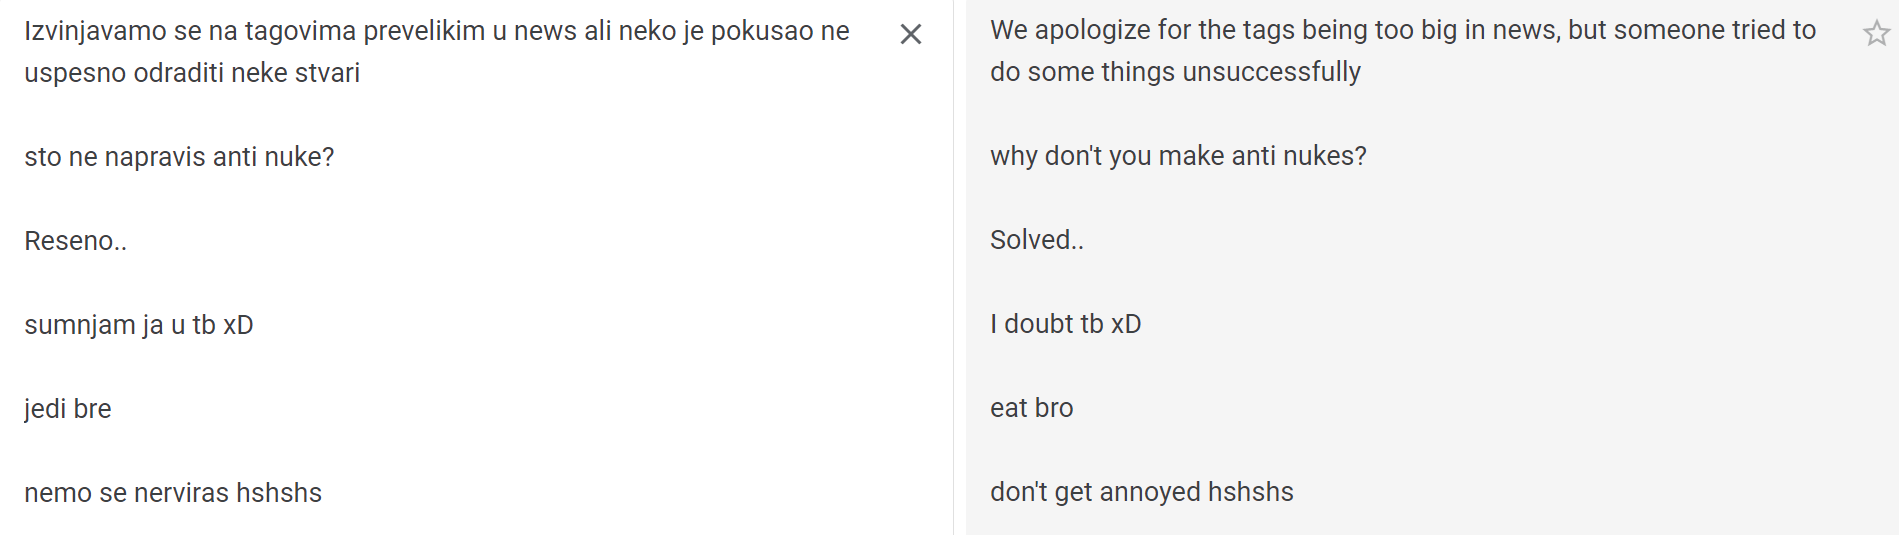 Izvinjavamo se na tagovima prevelikim u news ali neko je pokusao ne
uspesno odraditi neke stvari
sto ne napravis anti nuke?
Reseno..
sumnjam ja u tb xD
jedi bre
nemo se nerviras hshshs
We apologize for the tags being too big in news, but someone tried to
do some things unsuccessfully
why don't you make anti nukes?
Solved..
I doubt tb xD
eat bro
don't get annoyed hshshs